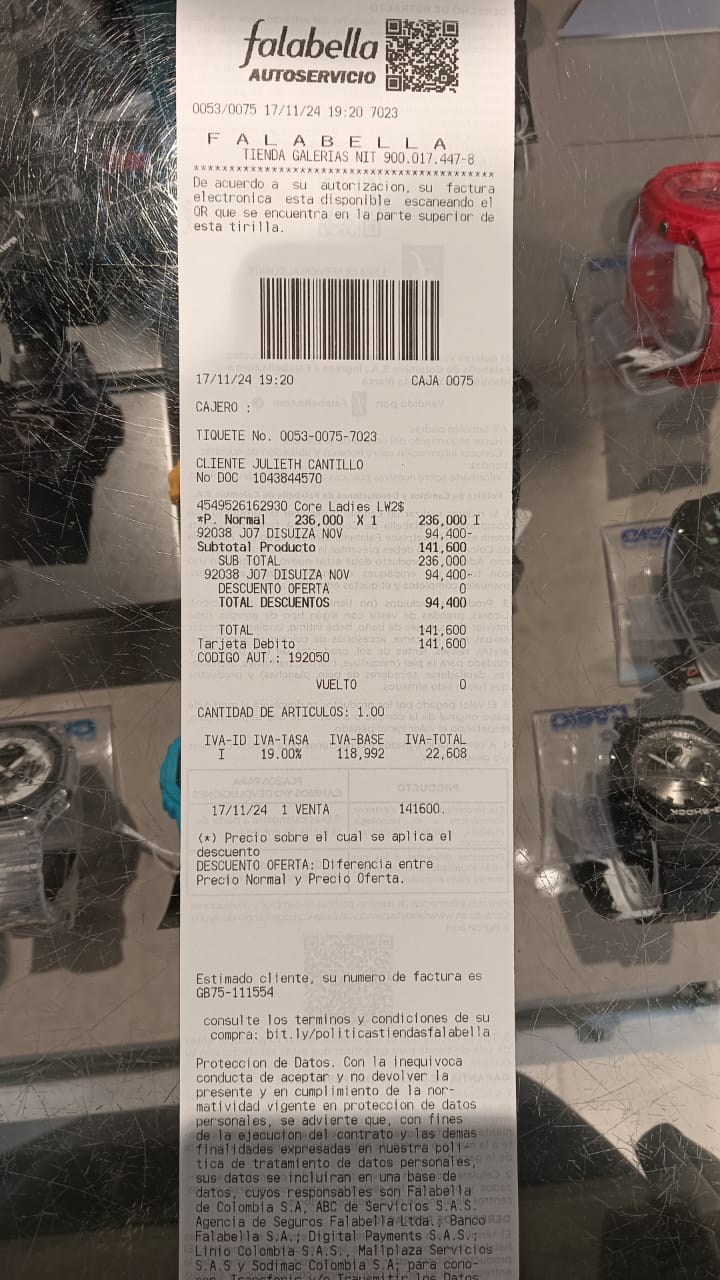 falabella
AUTOSERVICIO
0053/0075 17/11/24 19:20 7023
F A L A B E L L A
TIENDA GALERIAS NIT 900.017.447-8
*******************************************
De acuerdo a su autorizacion, su factura
electronica esta disponible escaneando el
QR que se encuentra en la parte superior de
esta tirilla.
17/11/24 19:20 CAJA 0075
CAJERO :
TIQUETE No. 0053-0075-7023
CLIENTE JULIETH CANTILLO
No DOC 1043844570
4549526162930 Core Ladies LW2$
*P. Normal 236,000 X 1 236,000 I
92038 J07 DISUIZA NOV 94,400-
Subtotal Producto 141,600
SUB TOTAL 236,000
92038 J07 DISUIZA NOV 94,400-
DESCUENTO OFERTA 0
TOTAL DESCUENTOS 94,400
TOTAL 141,600
Tarjeta Debito 141,600
CODIGO AUT.: 192050
VUELTO 0
CANTIDAD DE ARTICULOS: 1.00
IVA-ID IVA-TASA IVA-BASE IVA-TOTAL
I 19.00% 118,992 22,608
17/11/24 1 VENTA 141600.
(*) Precio sobre el cual se aplica el
descuento
DESCUENTO OFERTA: Diferencia entre
Precio Normal y Precio Oferta.
Estimado cliente, su numero de factura es
GB75-111554
consulte los terminos y condiciones de su
compra: bit.ly/politicastiendasfalabella
Proteccion de Datos. Con la inequivoca
conducta de aceptar y no devolver la
presente y en cumplimiento de la nor-
matividad vigente en proteccion de datos
personales, se advierte que, con fines
de la ejecucion del contrato y las demas
finalidades expresadas en nuestra poli-
tica de tratamiento de datos personales,
sus datos se incluiran en una base de
datos, cuyos responsables son Falabella
de Colombia S.A, ABC de Servicios S.A.S.
Agencia de Seguros Falabella Ltda.; Banco
Falabella S.A.; Digital Payments S.A.S.;
Linio Colombia S.A.S., Mallplaza Servicios
S.A.S y Sodimac Colombia S.A; para cono-
cer, Transferir y/o Trasmitir los Datos
CASIO